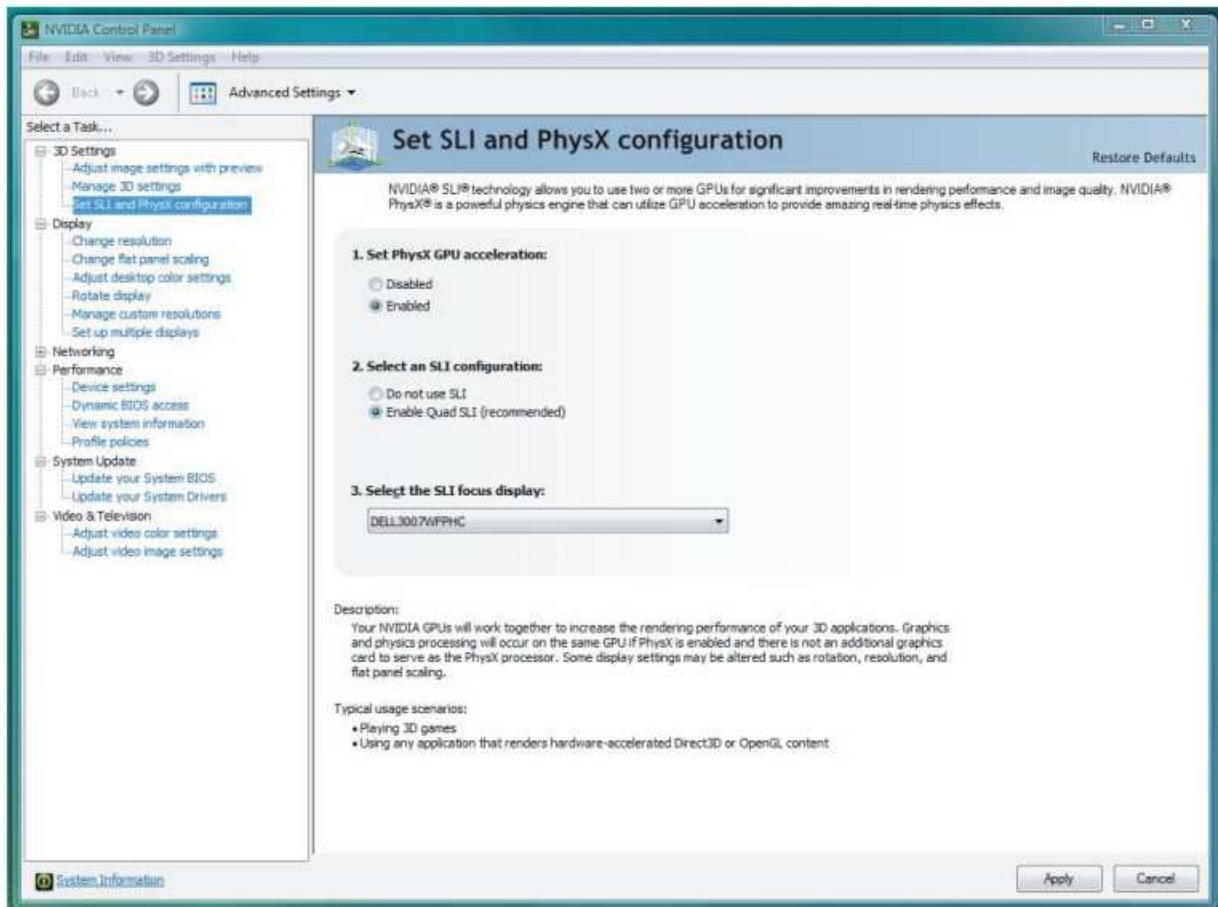 NVIDIA Control Panel
File Edit View 3D Settings Help
Back Advanced Settings
Select a Task...
3D Settings
Adjust image settings with preview
Manage 3D settings
Set SLI and PhysX configuration
Display
Change resolution
Change flat panel scaling
Adjust desktop color settings
Rotate display
Manage custom resolutions
Set up multiple displays
Networking
Performance
Device settings
Dynamic BIOS access
View system information
Profile policies
System Update
Update your System BIOS
Update your System Drivers
Video & Television
Adjust video color settings
Adjust video image settings
System Information
Set SLI and PhysX configuration
Restore Defaults
NVIDIA® SLI® technology allows you to use two or more GPUs for significant improvements in rendering performance and image quality. NVIDIA®
PhysX® is a powerful physics engine that can utilize GPU acceleration to provide amazing real-time physics effects.
1. Set PhysX GPU acceleration:
Disabled
Enabled
2. Select an SLI configuration:
Do not use SLI
Enable Quad SLI (recommended)
3. Select the SLI focus display:
DELL3007WFPHC
Description:
Your NVIDIA GPUs will work together to increase the rendering performance of your 3D applications. Graphics
and physics processing will occur on the same GPU if PhysX is enabled and there is not an additional graphics
card to serve as the PhysX processor. Some display settings may be altered such as rotation, resolution, and
flat panel scaling.
Typical usage scenarios:
• Playing 3D games
• Using any application that renders hardware-accelerated Direct3D or OpenGL content
Apply Cancel